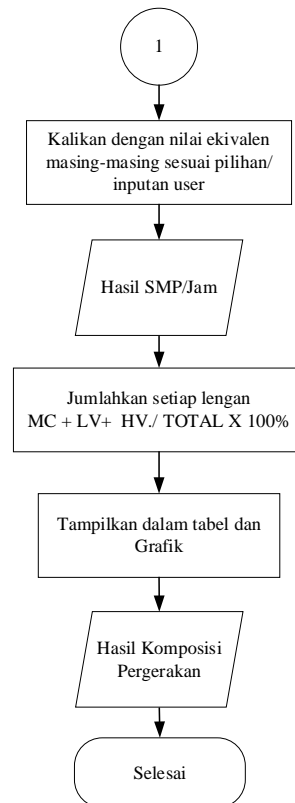 1
Kalikan dengan nilai ekivalen
masing-masing sesuai pilihan/
inputan user
Hasil SMP/Jam
Jumlahkan setiap lengan
MC + LV+ HV./ TOTAL X 100%
Tampilkan dalam tabel dan
Grafik
Hasil Komposisi
Pergerakan
Selesai